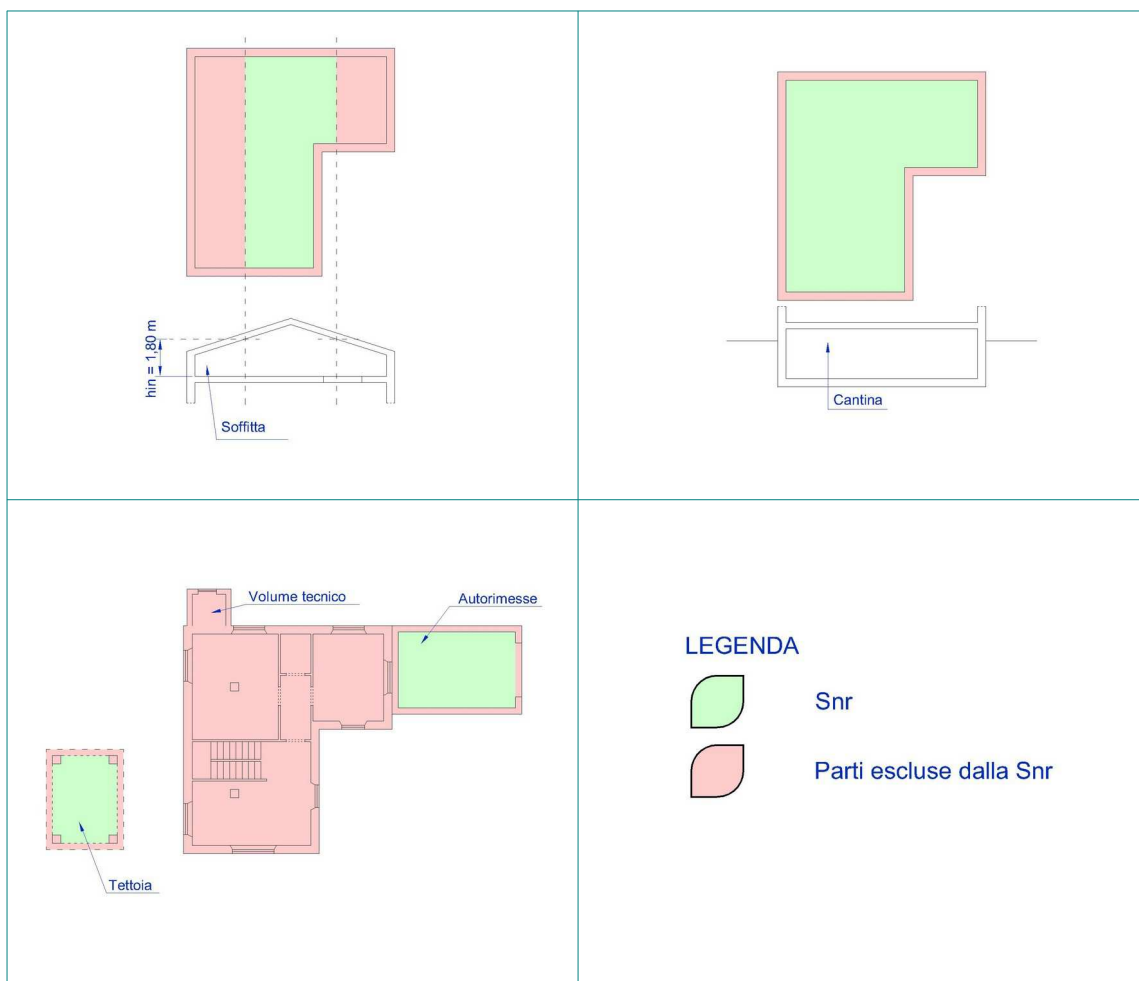 hin = 1,80 m
Soffitta
Cantina
Volume tecnico
Autorimesse
Tettoia
LEGENDA
Snr
Parti escluse dalla Snr